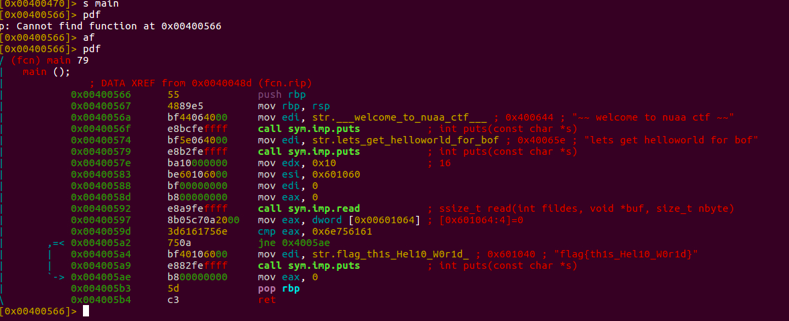 [0x00400470]> s main
[0x00400566]> pdf
p: Cannot find function at 0x00400566
[0x00400566]> af
[0x00400566]> pdf
/ (fcn) main 79
|   main ();
|           ; DATA XREF from 0x0040048d (fcn.rip)
|           0x00400566      55             push rbp
|           0x00400567      4889e5         mov rbp, rsp
|           0x0040056a      bf44064000     mov edi, str.___welcome_to_nuaa_ctf___ ; 0x400644 ; "~~ welcome to nuaa ctf ~~"
|           0x0040056f      e8bcfeffff     call sym.imp.puts           ; int puts(const char *s)
|           0x00400574      bf5e064000     mov edi, str.lets_get_helloworld_for_bof ; 0x40065e ; "lets get helloworld for bof"
|           0x00400579      e8b2feffff     call sym.imp.puts           ; int puts(const char *s)
|           0x0040057e      ba10000000     mov edx, 0x10               ; 16
|           0x00400583      be60106000     mov esi, 0x601060
|           0x00400588      bf00000000     mov edi, 0
|           0x0040058d      b800000000     mov eax, 0
|           0x00400592      e8a9feffff     call sym.imp.read           ; ssize_t read(int fildes, void *buf, size_t nbyte)
|           0x00400597      8b05c70a2000   mov eax, dword [0x00601064] ; [0x601064:4]=0
|           0x0040059d      3d6161756e     cmp eax, 0x6e756161
|       ,=< 0x004005a2      750a           jne 0x4005ae
|       |   0x004005a4      bf40106000     mov edi, str.flag_th1s_Hel10_W0r1d_ ; 0x601040 ; "flag{th1s_Hel10_W0r1d}"
|       |   0x004005a9      e882feffff     call sym.imp.puts           ; int puts(const char *s)
|       `-> 0x004005ae      b800000000     mov eax, 0
|           0x004005b3      5d             pop rbp
\           0x004005b4      c3             ret
[0x00400566]>